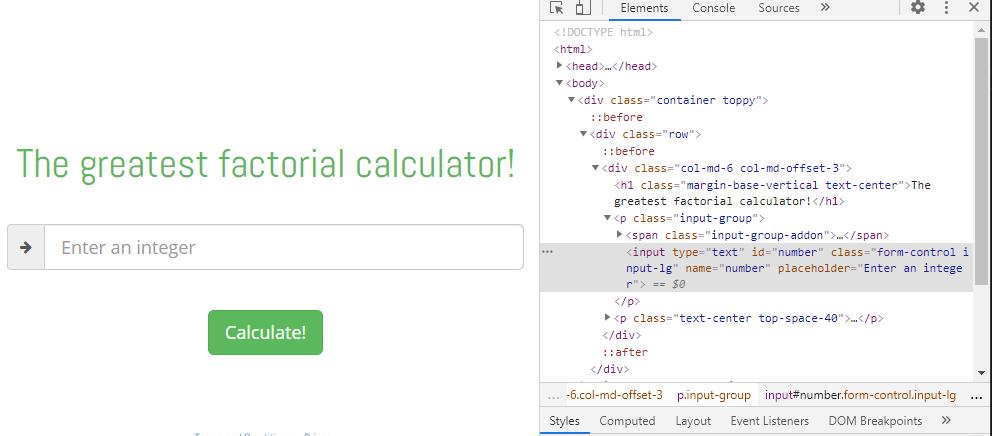 The greatest factorial calculator!
Enter an integer
Calculate!
Elements Console Sources »
<!DOCTYPE html>
<html>
<head>…</head>
<body>
<div class="container toppy">
::before
<div class="row">
::before
<div class="col-md-6 col-md-offset-3">
<h1 class="margin-base-vertical text-center">The
greatest factorial calculator!</h1>
<p class="input-group">
<span class="input-group-addon">…</span>
<input type="text" id="number" class="form-control i
nput-lg" name="number" placeholder="Enter an intege
r"> == $0
</p>
<p class="text-center top-space-40">…</p>
</div>
::after
</div>
… -6.col-md-offset-3 p.input-group input#number.form-control.input-lg …
Styles Computed Layout Event Listeners DOM Breakpoints »